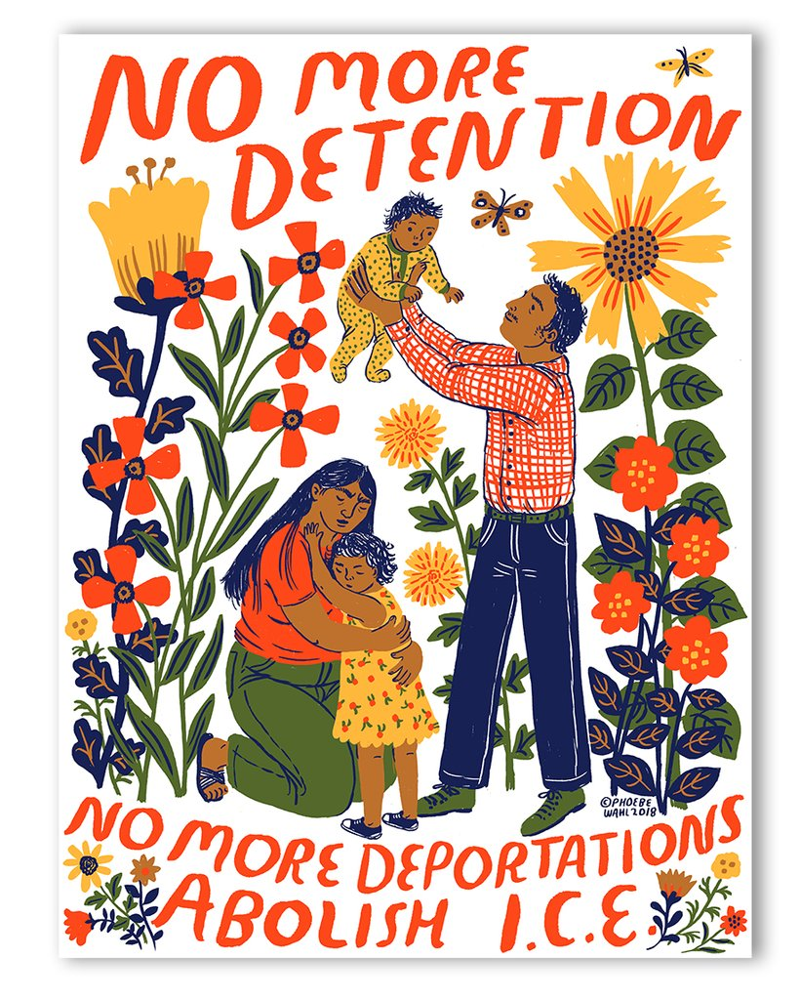 NO MORE
DETENTION
©PHOEBE
WAHL 2018
NO MORE DEPORTATIONS
ABOLISH I.C.E.